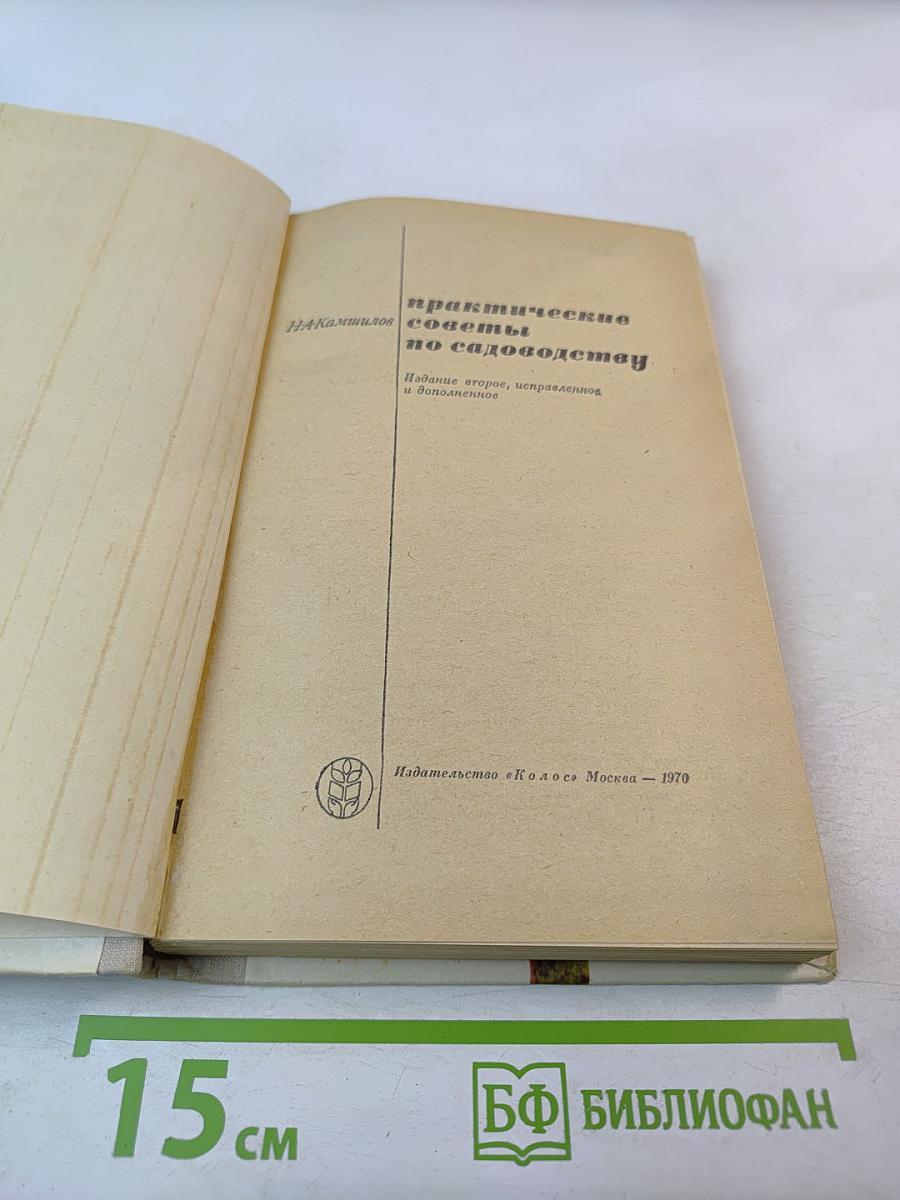 Н.А.Камшилов
практические
советы
по садоводству
Издание второе, исправленное
и дополненное
Издательство «Колос» Москва — 1970
15 см
БФ БИБЛИОФАН